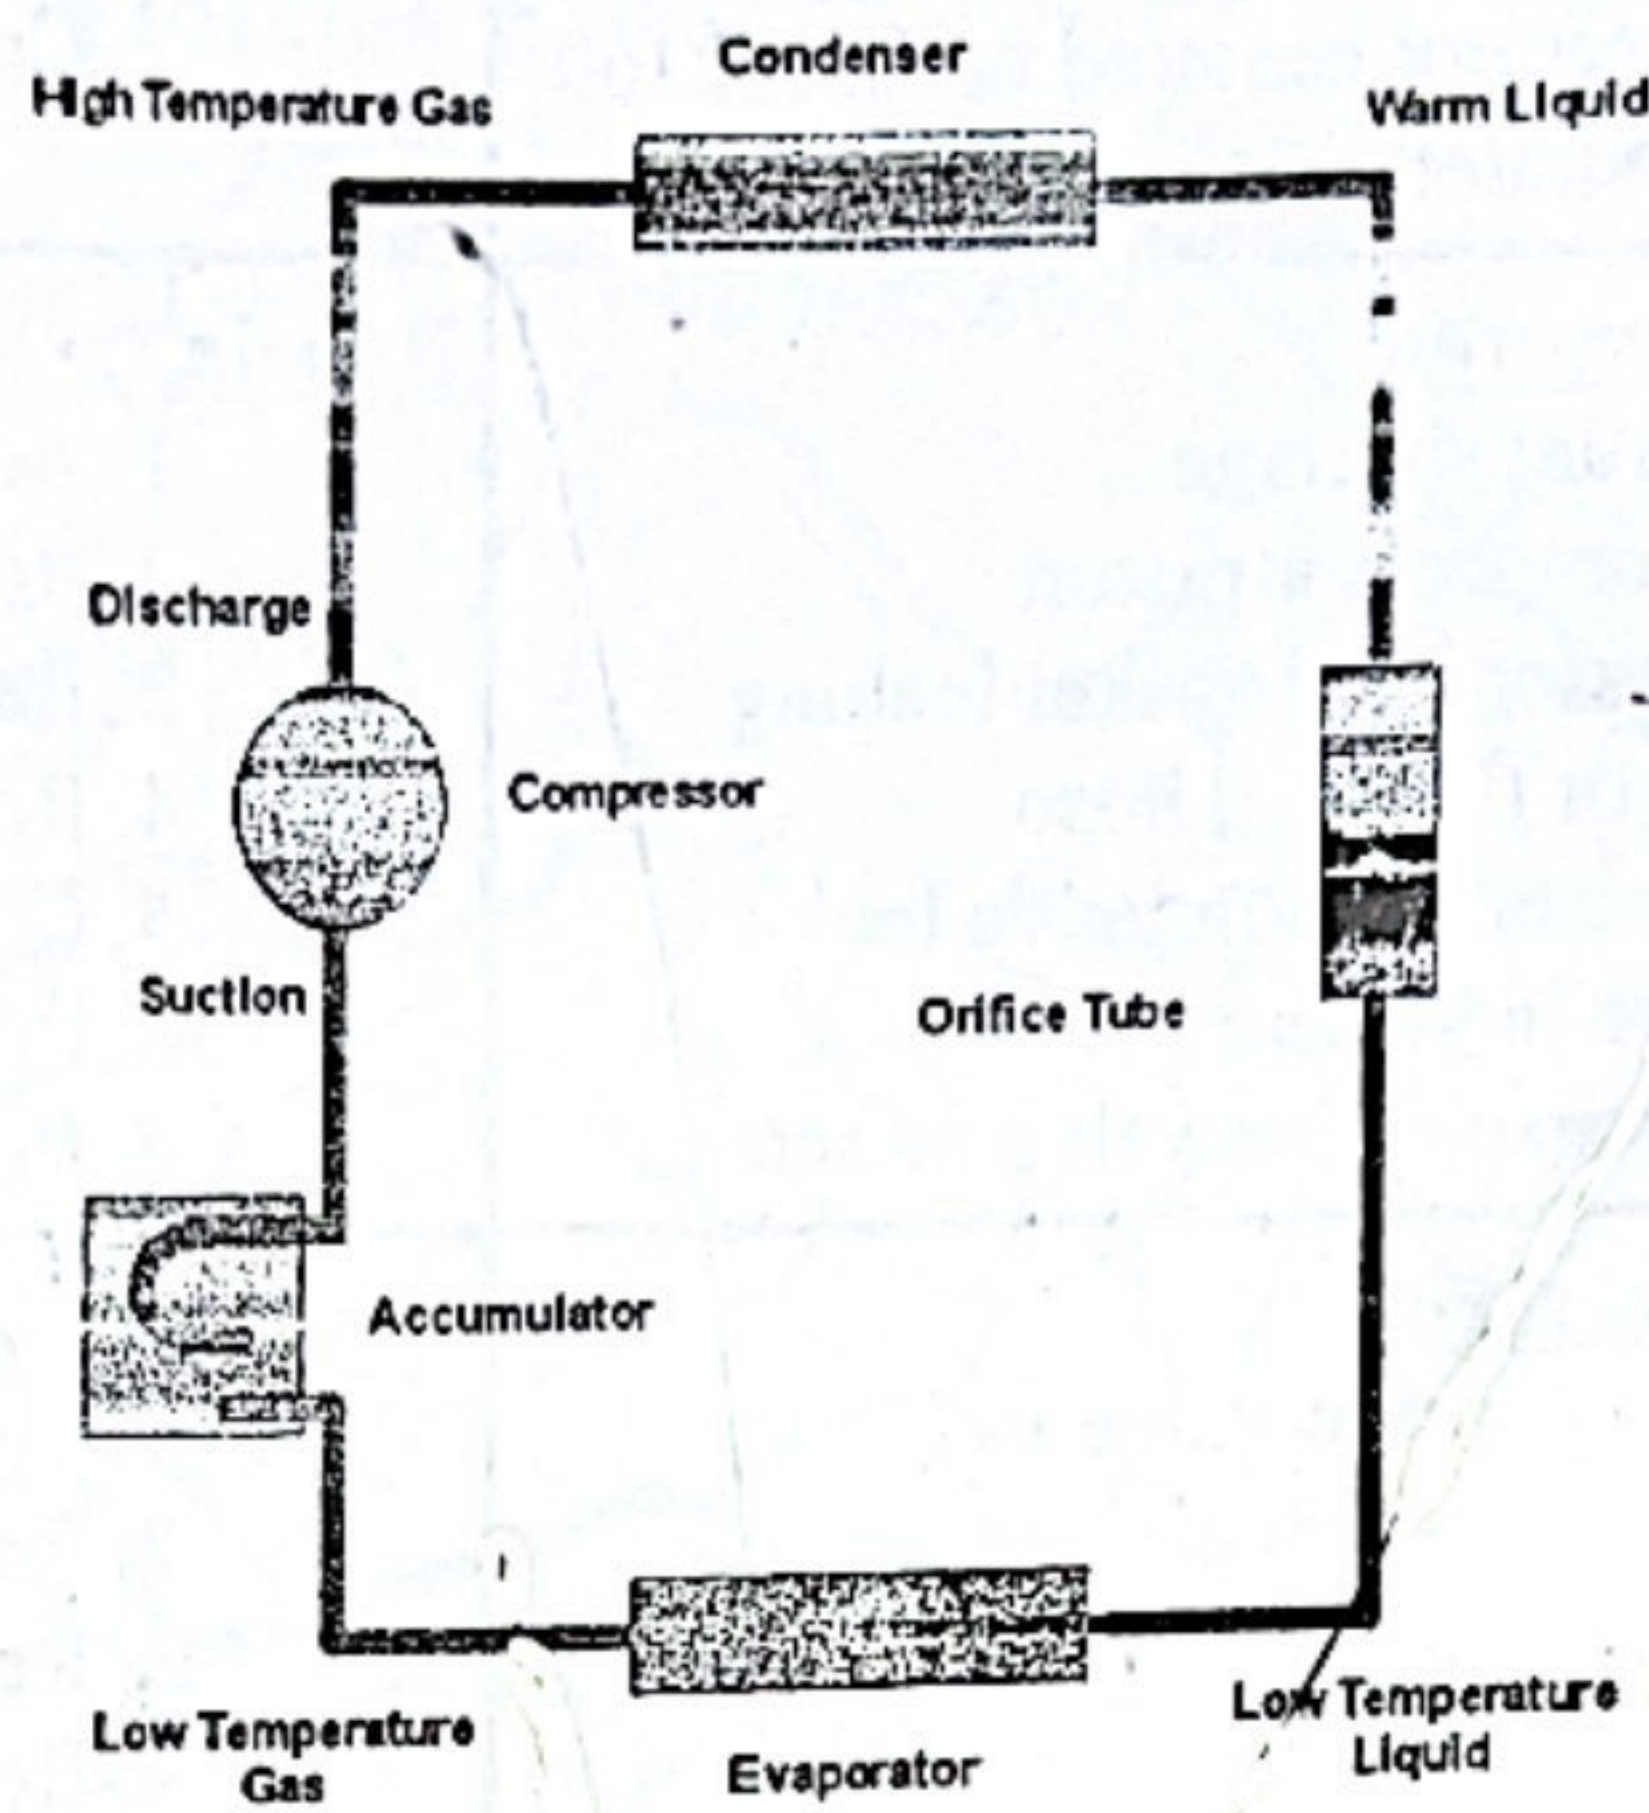 Condenser
High Temperature Gas
Warm Liquid
Discharge
Compressor
Suction
Orifice Tube
Accumulator
Low Temperature
Gas
Evaporator
Low Temperature
Liquid